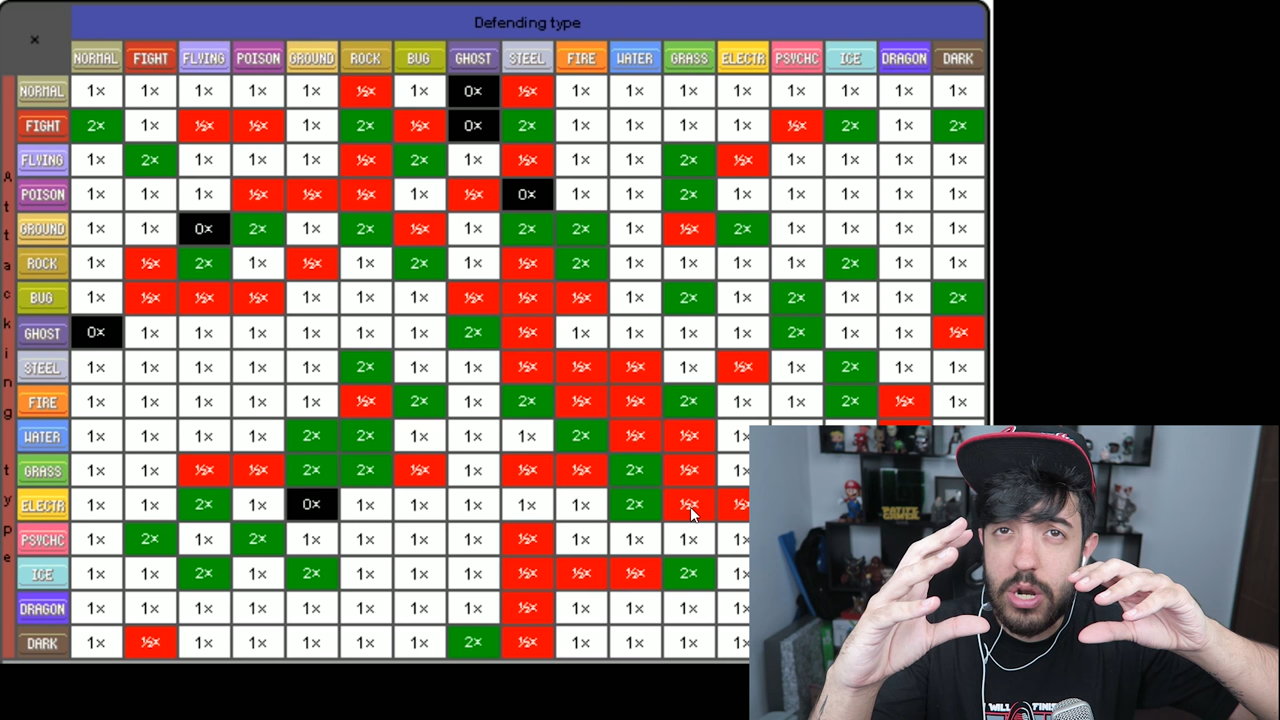 Defending type
× NORMAL FIGHT FLYING POISON GROUND ROCK BUG GHOST STEEL FIRE WATER GRASS ELECTR PSYCHC ICE DRAGON DARK
Attacking type
NORMAL 1× 1× 1× 1× 1× ½× 1× 0× ½× 1× 1× 1× 1× 1× 1× 1× 1×
FIGHT 2× 1× ½× ½× 1× 2× ½× 0× 2× 1× 1× 1× 1× ½× 2× 1× 2×
FLYING 1× 2× 1× 1× 1× ½× 2× 1× ½× 1× 1× 2× ½× 1× 1× 1× 1×
POISON 1× 1× 1× ½× ½× ½× 1× ½× 0× 1× 1× 2× 1× 1× 1× 1× 1×
GROUND 1× 1× 0× 2× 1× 2× ½× 1× 2× 2× 1× ½× 2× 1× 1× 1× 1×
ROCK 1× ½× 2× 1× ½× 1× 2× 1× ½× 2× 1× 1× 1× 1× 2× 1× 1×
BUG 1× ½× ½× ½× 1× 1× 1× ½× ½× ½× 1× 2× 1× 2× 1× 1× 2×
GHOST 0× 1× 1× 1× 1× 1× 1× 2× ½× 1× 1× 1× 1× 2× 1× 1× ½×
STEEL 1× 1× 1× 1× 1× 2× 1× 1× ½× ½× ½× 1× ½× 1× 2× 1× 1×
FIRE 1× 1× 1× 1× 1× ½× 2× 1× 2× ½× ½× 2× 1× 1× 2× ½× 1×
WATER 1× 1× 1× 1× 2× 2× 1× 1× 1× 2× ½× ½× 1×
GRASS 1× 1× ½× ½× 2× 2× ½× 1× ½× ½× 2× ½× 1×
ELECTR 1× 1× 2× 1× 0× 1× 1× 1× 1× 1× 2× ½× ½×
PSYCHC 1× 2× 1× 2× 1× 1× 1× 1× ½× 1× 1× 1× 1×
ICE 1× 1× 2× 1× 2× 1× 1× 1× ½× ½× ½× 2× 1×
DRAGON 1× 1× 1× 1× 1× 1× 1× 1× ½× 1× 1× 1× 1×
DARK 1× ½× 1× 1× 1× 1× 1× 2× ½× 1× 1× 1×
GAMER
WILL FINI